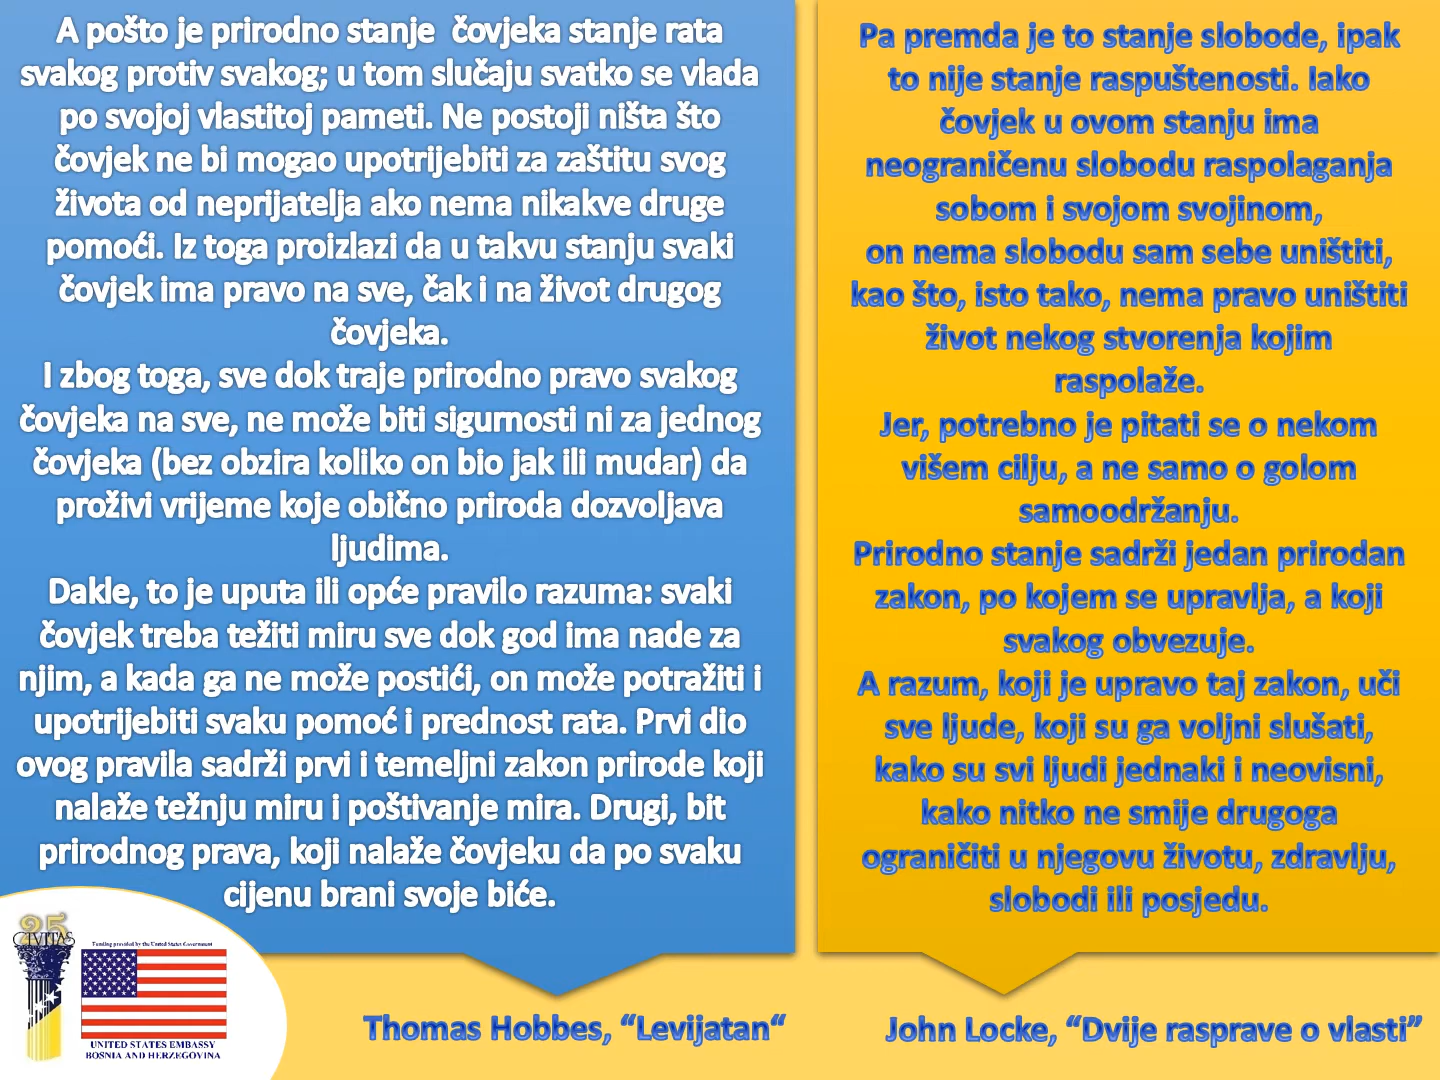 A pošto je prirodno stanje čovjeka stanje rata
svakog protiv svakog; u tom slučaju svatko se vlada
po svojoj vlastitoj pameti. Ne postoji ništa što
čovjek ne bi mogao upotrijebiti za zaštitu svog
života od neprijatelja ako nema nikakve druge
pomoći. Iz toga proizlazi da u takvu stanju svaki
čovjek ima pravo na sve, čak i na život drugog
čovjeka.
I zbog toga, sve dok traje prirodno pravo svakog
čovjeka na sve, ne može biti sigurnosti ni za jednog
čovjeka (bez obzira koliko on bio jak ili mudar) da
proživi vrijeme koje obično priroda dozvoljava
ljudima.
Dakle, to je uputa ili opće pravilo razuma: svaki
čovjek treba težiti miru sve dok god ima nade za
njim, a kada ga ne može postići, on može potražiti i
upotrijebiti svaku pomoć i prednost rata. Prvi dio
ovog pravila sadrži prvi i temeljni zakon prirode koji
nalaže težnju miru i poštivanje mira. Drugi, bit
prirodnog prava, koji nalaže čovjeku da po svaku
cijenu brani svoje biće.
Pa premda je to stanje slobode, ipak
to nije stanje raspuštenosti. Iako
čovjek u ovom stanju ima
neograničenu slobodu raspolaganja
sobom i svojom svojinom,
on nema slobodu sam sebe uništiti,
kao što, isto tako, nema pravo uništiti
život nekog stvorenja kojim
raspolaže.
Jer, potrebno je pitati se o nekom
višem cilju, a ne samo o golom
samoodržanju.
Prirodno stanje sadrži jedan prirodan
zakon, po kojem se upravlja, a koji
svakog obvezuje.
A razum, koji je upravo taj zakon, uči
sve ljude, koji su ga voljni slušati,
kako su svi ljudi jednaki i neovisni,
kako nitko ne smije drugoga
ograničiti u njegovu životu, zdravlju,
slobodi ili posjedu.
Thomas Hobbes, “Levijatan“
John Locke, “Dvije rasprave o vlasti”
25
CIVITAS
Funding provided by the United States Government
UNITED STATES EMBASSY
BOSNIA AND HERZEGOVINA